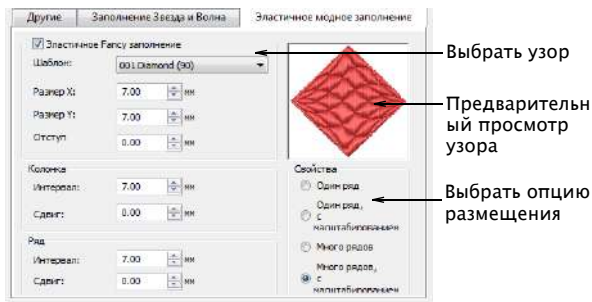 Другие Заполнение Звезда и Волна Эластичное модное заполнение
Эластичное Fancy заполнение
Шаблон: 001 Diamond (90)
Размер X: 7.00 мм
Размер Y: 7.00 мм
Отступ 0.00 мм
Колонка
Интервал: 7.00 мм
Сдвиг: 0.00 мм
Ряд
Интервал: 7.00 мм
Сдвиг: 0.00 мм
Свойства
Один ряд
Один ряд,
с
масштабированием
Много рядов
Много рядов,
с
масштабированием
Выбрать узор
Предварительн
ый просмотр
узора
Выбрать опцию
размещения